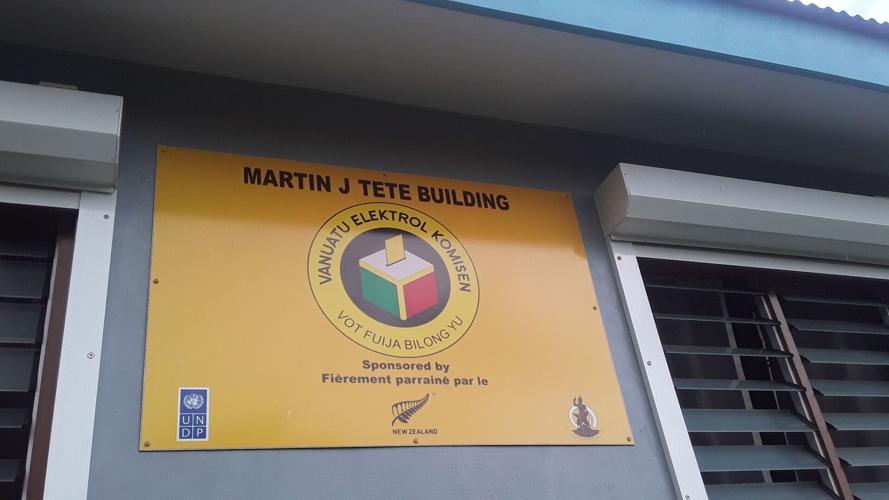 MARTIN J TETE BUILDING
VANUATU ELEKTROL KOMISEN
VOT FUIJA BILONG YU
Sponsored by
Fièrement parrainè par le
UN
DP
NEW ZEALAND